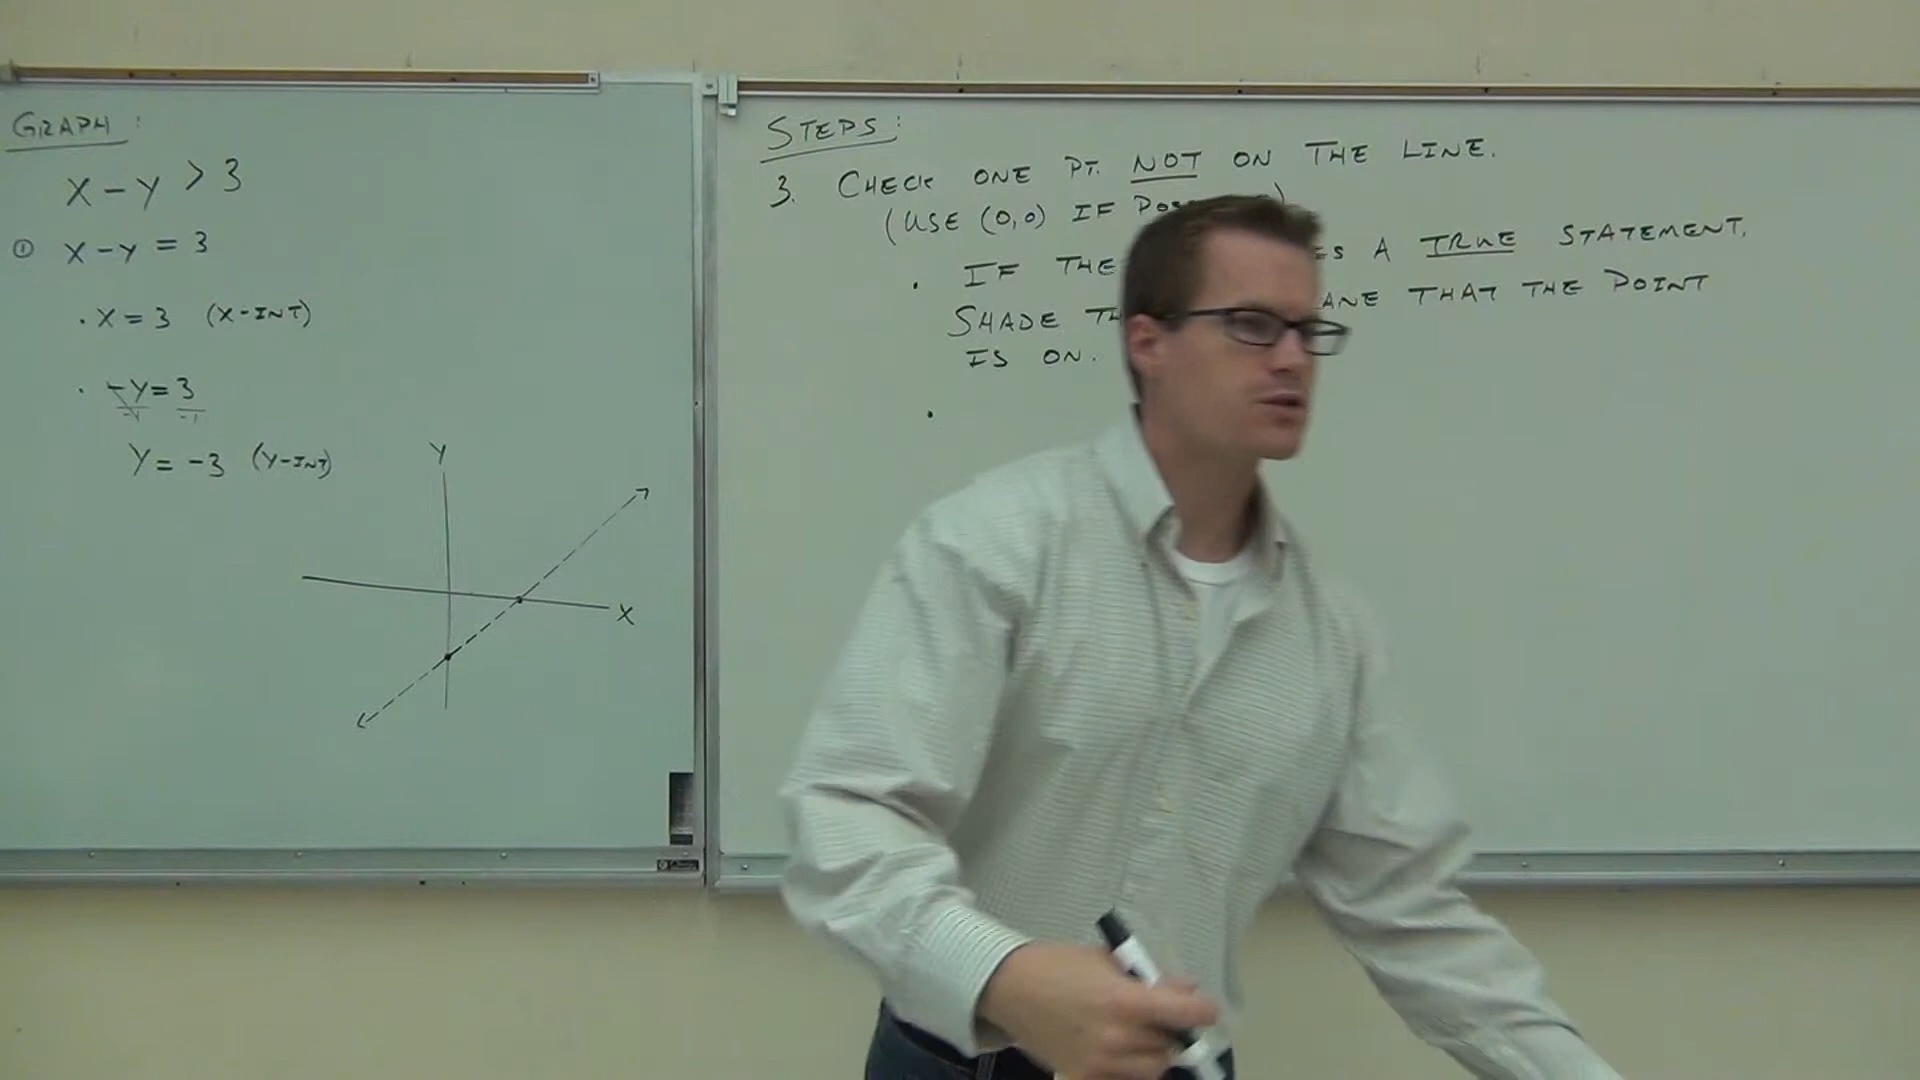 GRAPH:
X - Y > 3
① X - Y = 3
· X = 3 (X-INT)
· -Y = 3
-1 -1
Y = -3 (Y-INT)
Y
X
STEPS:
3. CHECK ONE PT. NOT ON THE LINE.
(USE (0,0) IF
· IF A TRUE STATEMENT,
SHADE THAT THE POINT
IS ON.
·